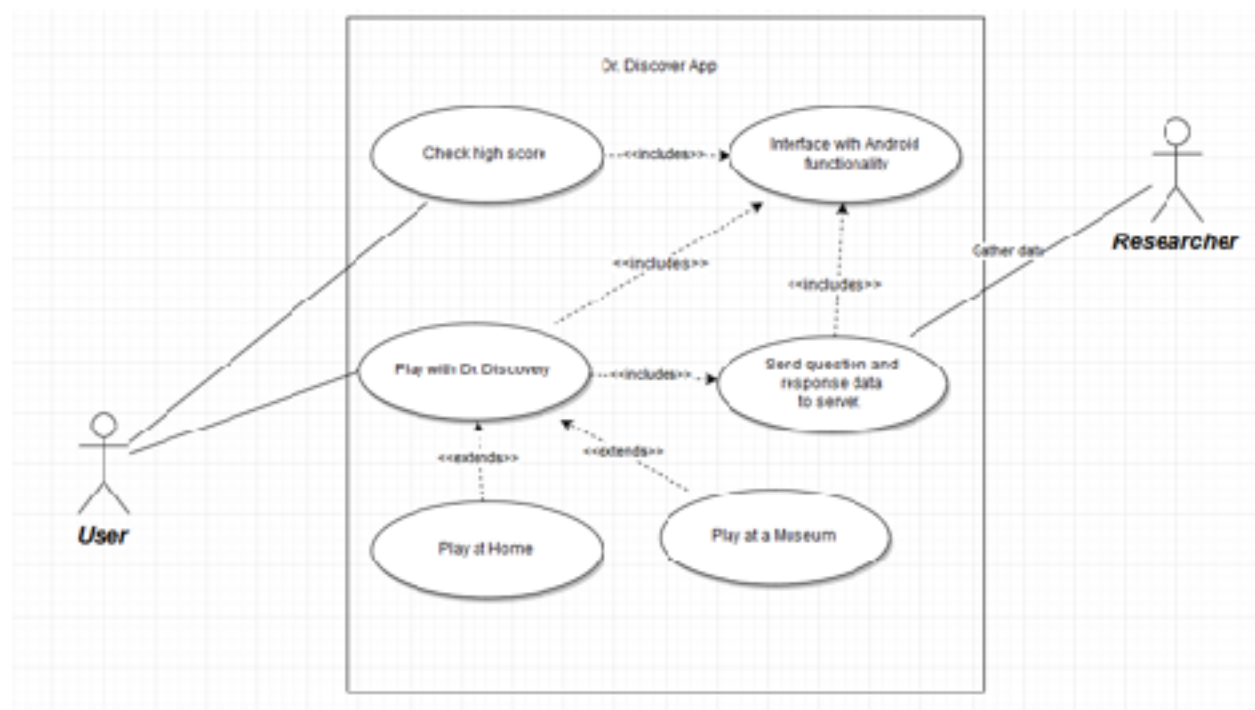 Dr. Discover App
Check high score
<<includes>>
Interface with Android
functionality
Researcher
Gather data
<<includes>>
<<includes>>
Play with Dr. Discovery
<<includes>>
Send question and
response data
to server.
User
<<extends>>
<<extends>>
Play at Home
Play at a Museum